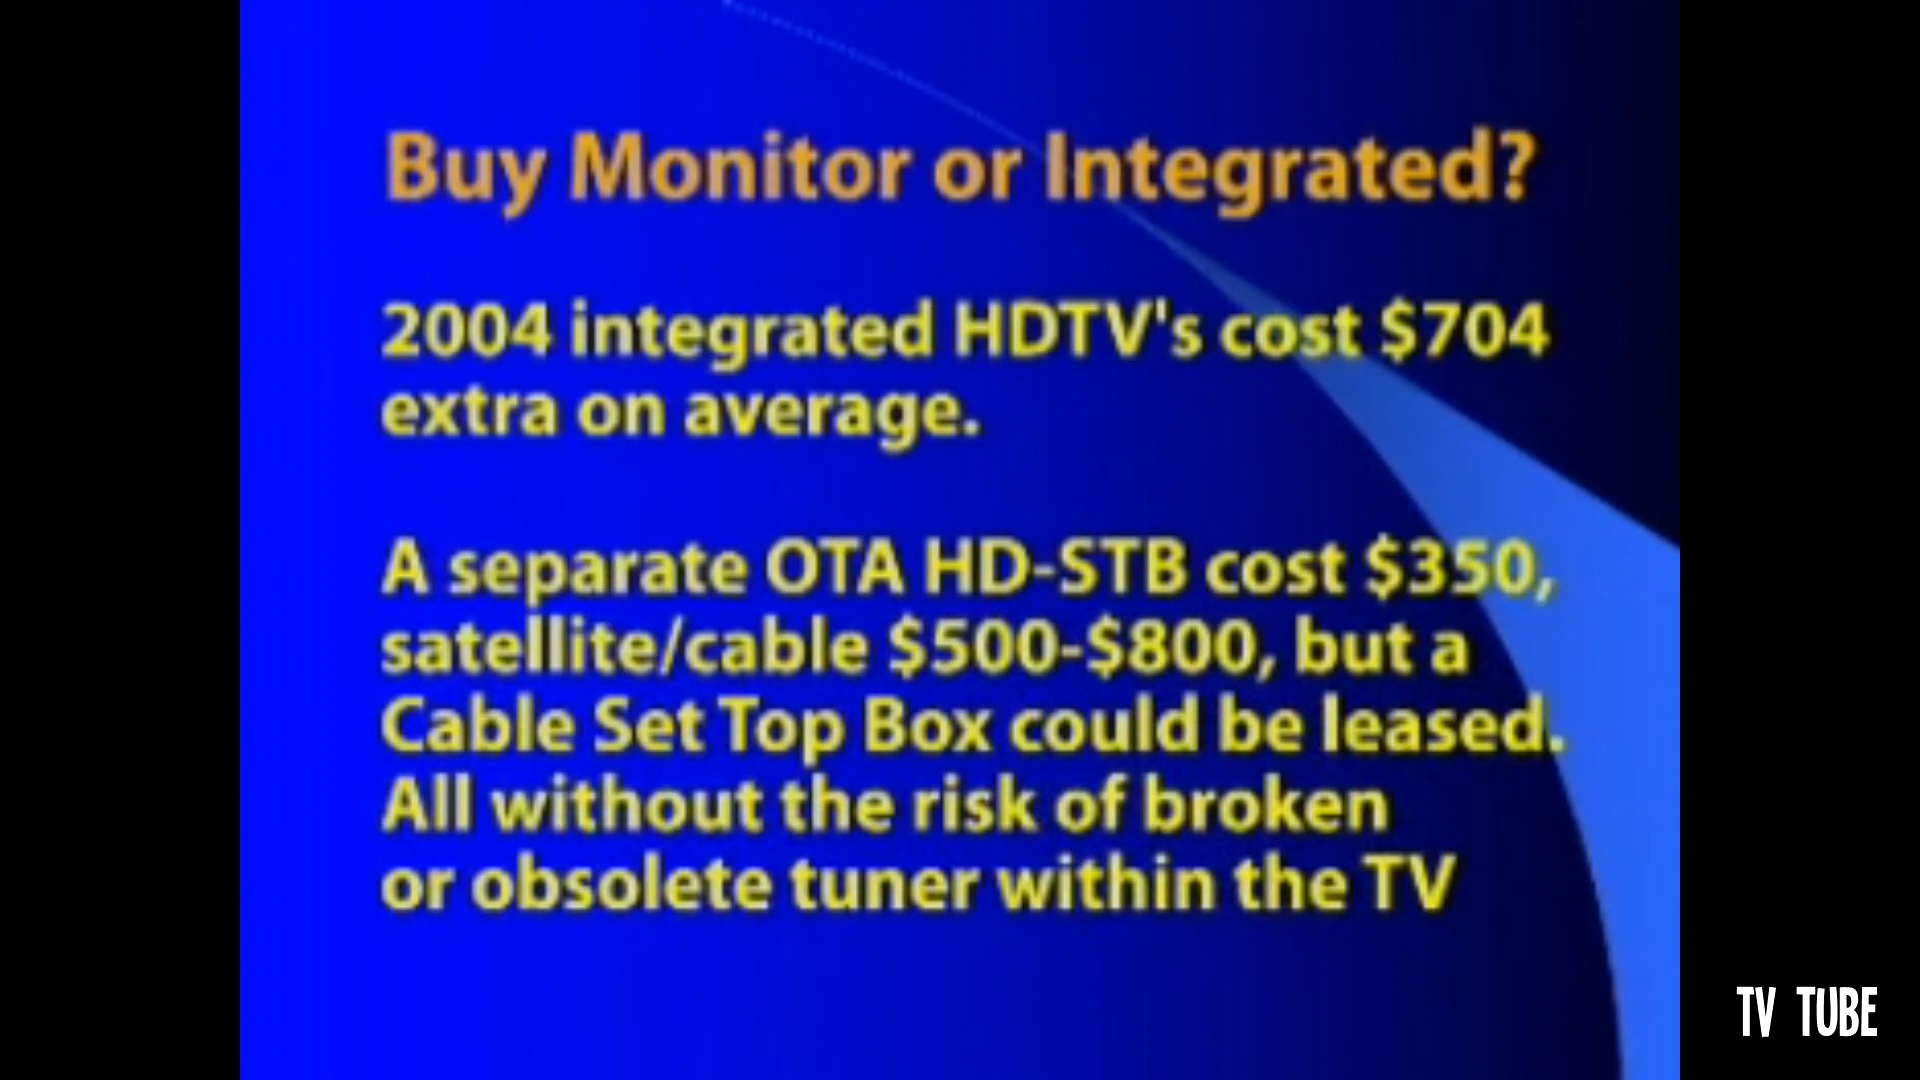 Buy Monitor or Integrated?
2004 integrated HDTV's cost $704
extra on average.
A separate OTA HD-STB cost $350,
satellite/cable $500-$800, but a
Cable Set Top Box could be leased.
All without the risk of broken
or obsolete tuner within the TV
TV TUBE